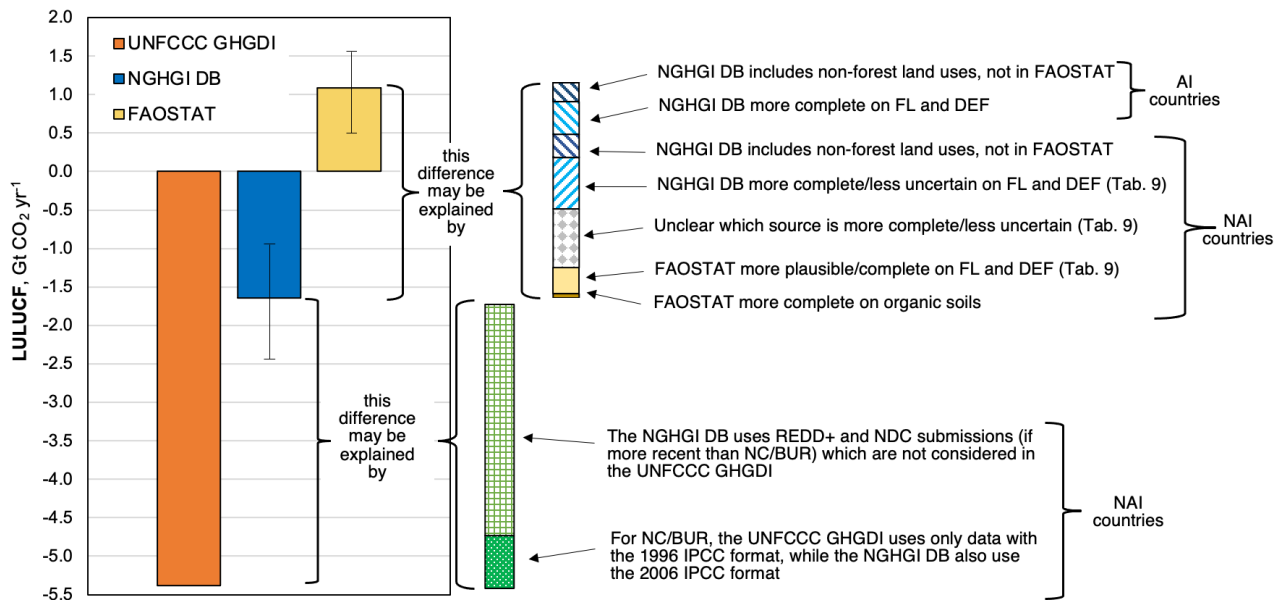 LULUCF, Gt CO2 yr-1
2.0
1.5
1.0
0.5
0.0
-0.5
-1.0
-1.5
-2.0
-2.5
-3.0
-3.5
-4.0
-4.5
-5.0
-5.5
UNFCCC GHGDI
NGHGI DB
FAOSTAT
this
difference
may be
explained
by
NGHGI DB includes non-forest land uses, not in FAOSTAT
NGHGI DB more complete on FL and DEF
AI
countries
NGHGI DB includes non-forest land uses, not in FAOSTAT
NGHGI DB more complete/less uncertain on FL and DEF (Tab. 9)
Unclear which source is more complete/less uncertain (Tab. 9)
FAOSTAT more plausible/complete on FL and DEF (Tab. 9)
FAOSTAT more complete on organic soils
NAI
countries
this
difference
may be
explained
by
The NGHGI DB uses REDD+ and NDC submissions (if
more recent than NC/BUR) which are not considered in
the UNFCCC GHGDI
For NC/BUR, the UNFCCC GHGDI uses only data with
the 1996 IPCC format, while the NGHGI DB also use
the 2006 IPCC format
NAI
countries